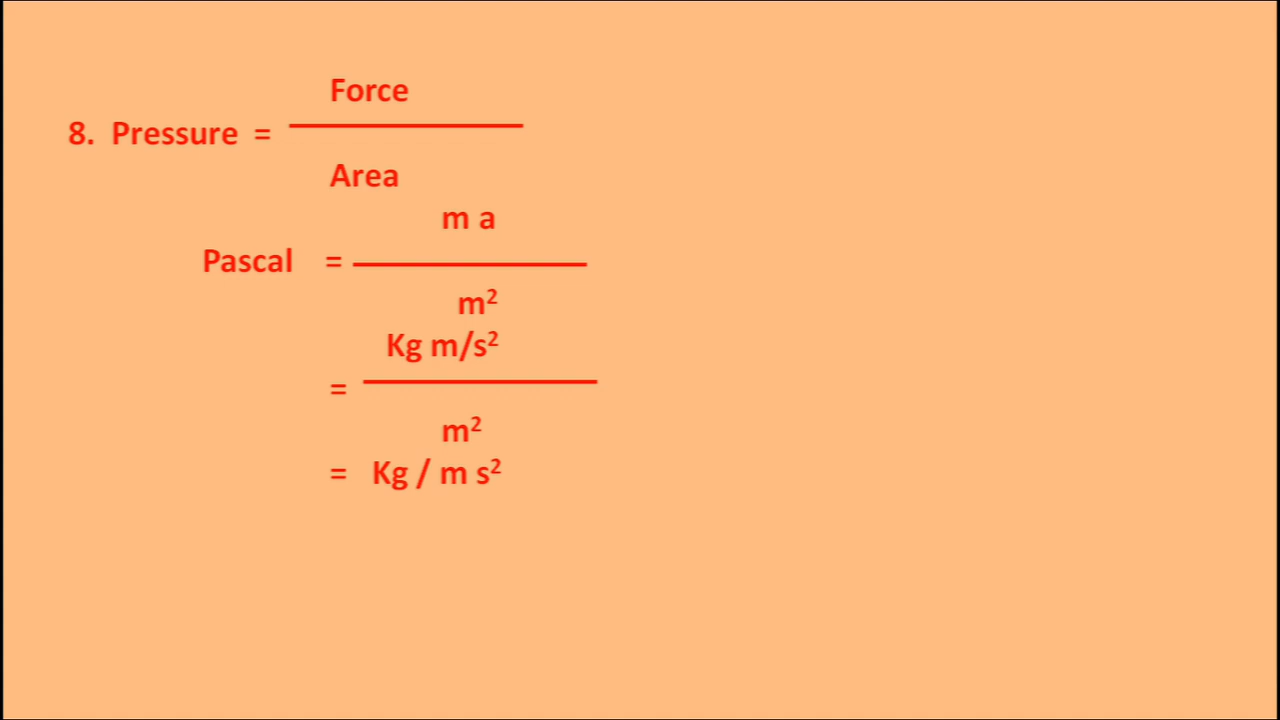 Force
8. Pressure =
Area
m a
Pascal =
m²
Kg m/s²
=
m²
= Kg / m s²